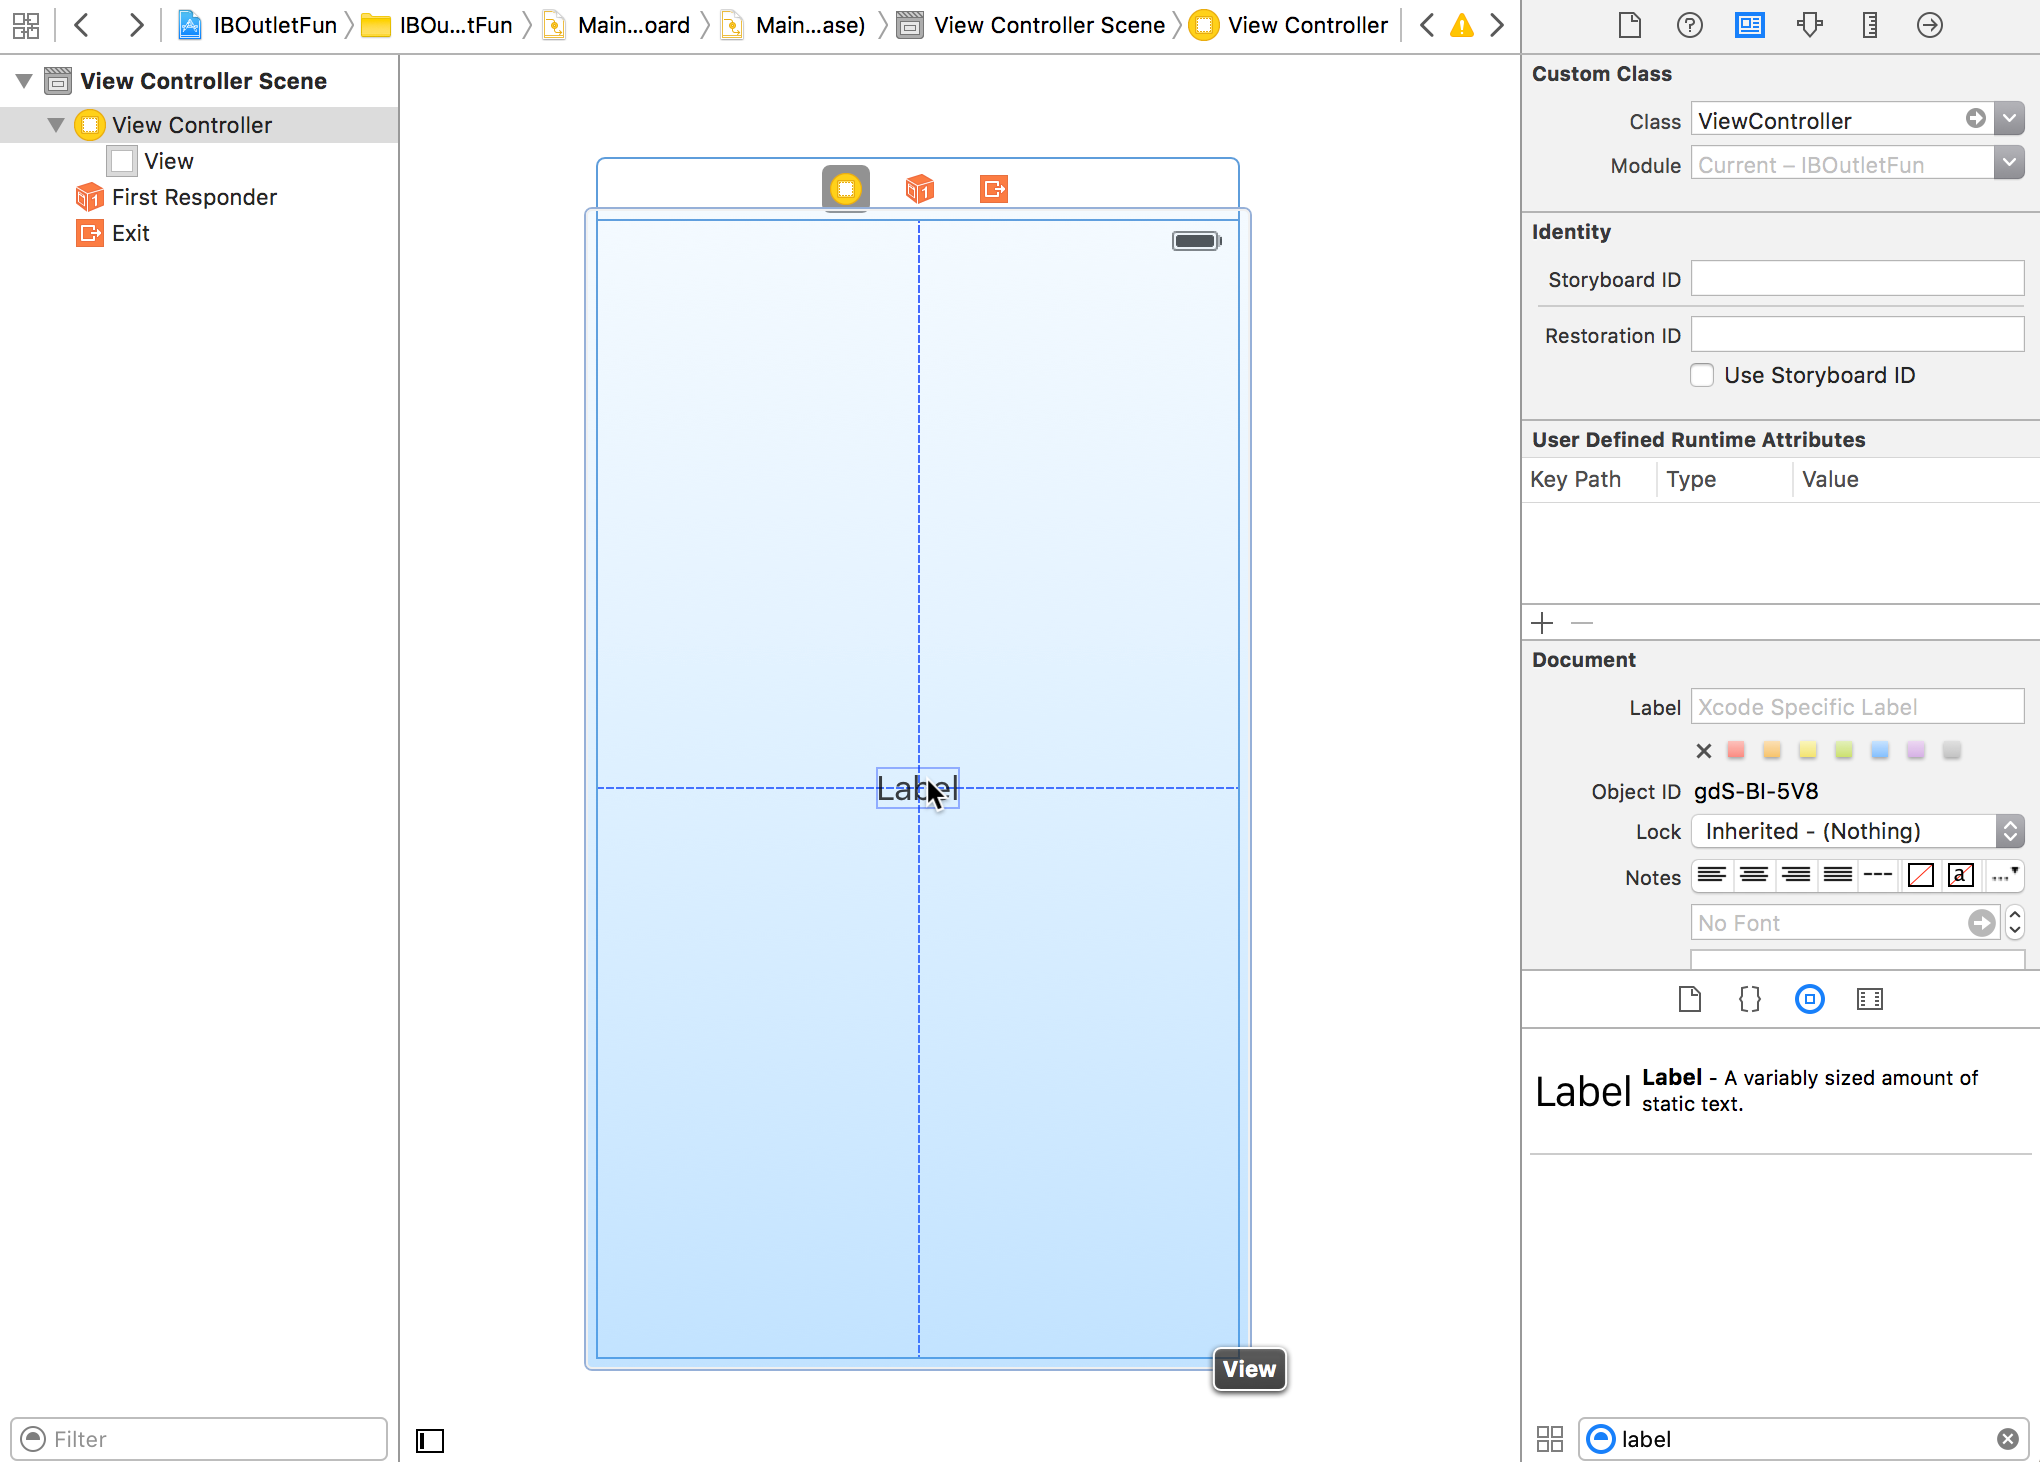 IBOutletFun IBOu...tFun Main...oard Main...ase) View Controller Scene View Controller
View Controller Scene
View Controller
View
First Responder
Exit
Filter
Label
View
Custom Class
Class ViewController
Module Current – IBOutletFun
Identity
Storyboard ID
Restoration ID
Use Storyboard ID
User Defined Runtime Attributes
Key Path Type Value
Document
Label Xcode Specific Label
Object ID gdS-BI-5V8
Lock Inherited - (Nothing)
Notes
No Font
Label Label - A variably sized amount of
static text.
label